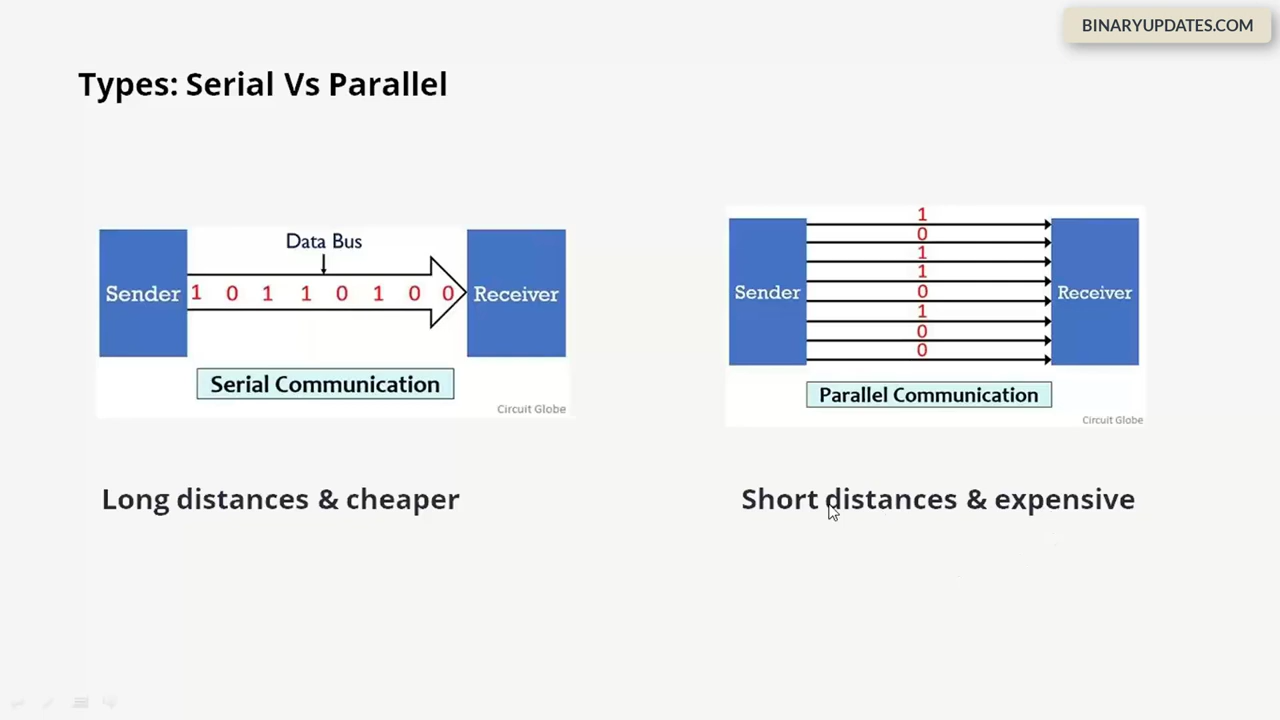 BINARYUPDATES.COM
Types: Serial Vs Parallel
Data Bus
Sender 1 0 1 1 0 1 0 0 Receiver
Serial Communication
Circuit Globe
Long distances & cheaper
1
0
1
1
Sender 0 Receiver
1
0
0
Parallel Communication
Circuit Globe
Short distances & expensive